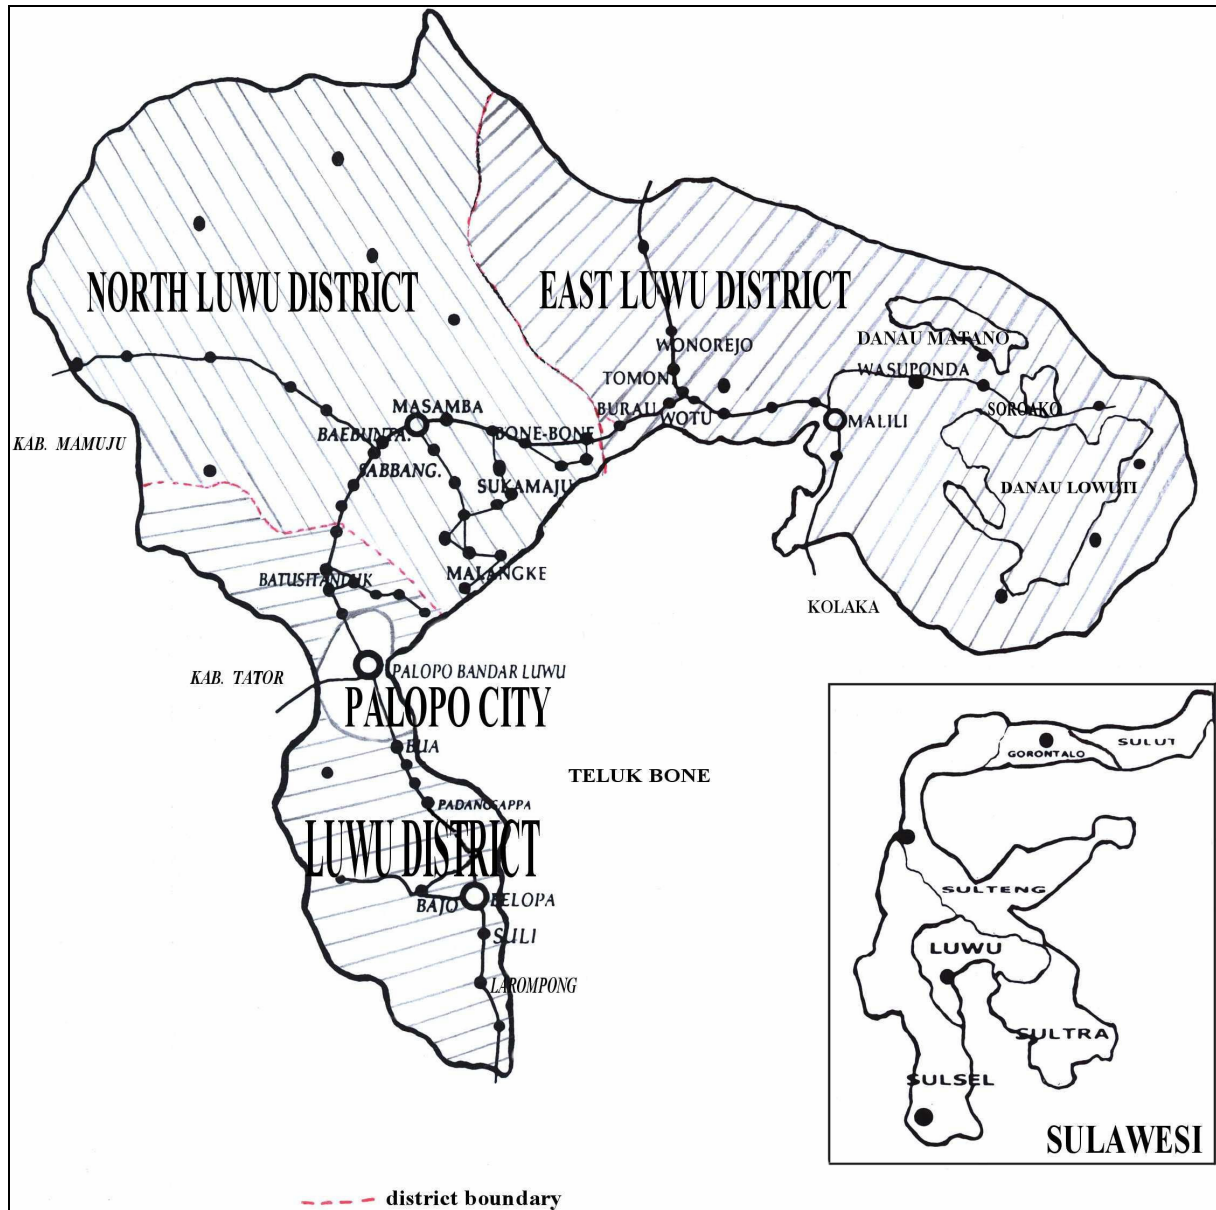 NORTH LUWU DISTRICT
EAST LUWU DISTRICT
WONOREJO
DANAU MATANO
WASUPONDA
TOMONI
MASAMBA
BURAU
WOTU
SOROAKO
MALILI
BAEBUNTA.
BONE-BONE
KAB. MAMUJU
SABBANG.
SUKAMAJU
DANAU LOWUTI
BATUSITANDUK
MALANGKE
KOLAKA
KAB. TATOR
PALOPO BANDAR LUWU
PALOPO CITY
BUA
TELUK BONE
PADANGSAPPA
LUWU DISTRICT
BAJO
BELOPA
SULI
LAROMPONG
SULUT
GORONTALO
SULTENG
LUWU
SULTRA
SULSEL
SULAWESI
district boundary